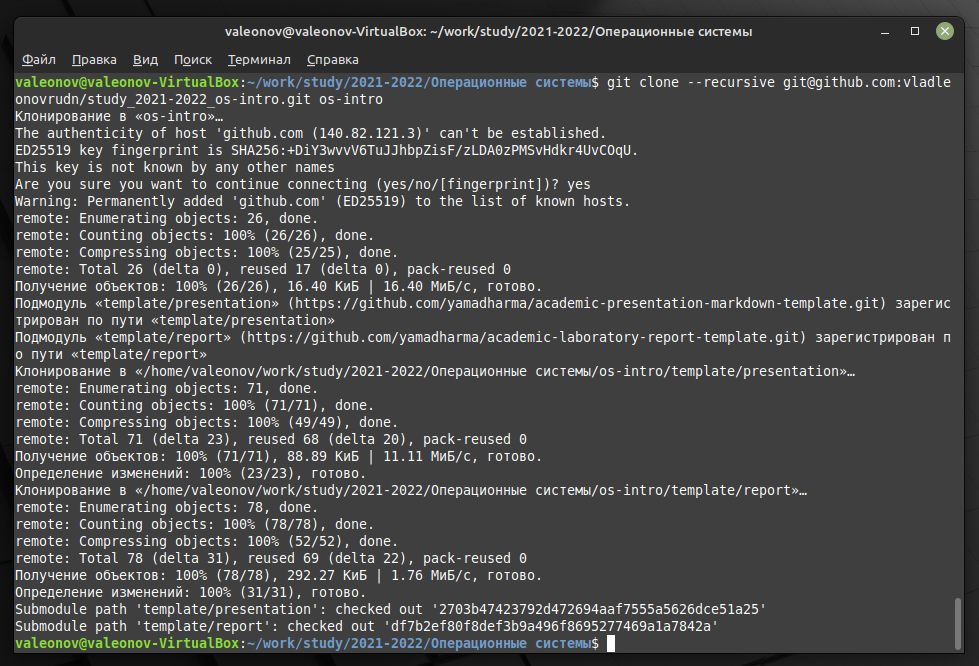 valeonov@valeonov-VirtualBox: ~/work/study/2021-2022/Операционные системы
Файл Правка Вид Поиск Терминал Справка
valeonov@valeonov-VirtualBox:~/work/study/2021-2022/Операционные системы$ git clone --recursive git@github.com:vladle
onovrudn/study_2021-2022_os-intro.git os-intro
Клонирование в «os-intro»…
The authenticity of host 'github.com (140.82.121.3)' can't be established.
ED25519 key fingerprint is SHA256:+DiY3wvvV6TuJJhbpZisF/zLDA0zPMSvHdkr4UvCOqU.
This key is not known by any other names
Are you sure you want to continue connecting (yes/no/[fingerprint])? yes
Warning: Permanently added 'github.com' (ED25519) to the list of known hosts.
remote: Enumerating objects: 26, done.
remote: Counting objects: 100% (26/26), done.
remote: Compressing objects: 100% (25/25), done.
remote: Total 26 (delta 0), reused 17 (delta 0), pack-reused 0
Получение объектов: 100% (26/26), 16.40 КиБ | 16.40 МиБ/с, готово.
Подмодуль «template/presentation» (https://github.com/yamadharma/academic-presentation-markdown-template.git) зарегис
трирован по пути «template/presentation»
Подмодуль «template/report» (https://github.com/yamadharma/academic-laboratory-report-template.git) зарегистрирован п
о пути «template/report»
Клонирование в «/home/valeonov/work/study/2021-2022/Операционные системы/os-intro/template/presentation»…
remote: Enumerating objects: 71, done.
remote: Counting objects: 100% (71/71), done.
remote: Compressing objects: 100% (49/49), done.
remote: Total 71 (delta 23), reused 68 (delta 20), pack-reused 0
Получение объектов: 100% (71/71), 88.89 КиБ | 11.11 МиБ/с, готово.
Определение изменений: 100% (23/23), готово.
Клонирование в «/home/valeonov/work/study/2021-2022/Операционные системы/os-intro/template/report»…
remote: Enumerating objects: 78, done.
remote: Counting objects: 100% (78/78), done.
remote: Compressing objects: 100% (52/52), done.
remote: Total 78 (delta 31), reused 69 (delta 22), pack-reused 0
Получение объектов: 100% (78/78), 292.27 КиБ | 1.76 МиБ/с, готово.
Определение изменений: 100% (31/31), готово.
Submodule path 'template/presentation': checked out '2703b47423792d472694aaf7555a5626dce51a25'
Submodule path 'template/report': checked out 'df7b2ef80f8def3b9a496f8695277469a1a7842a'
valeonov@valeonov-VirtualBox:~/work/study/2021-2022/Операционные системы$